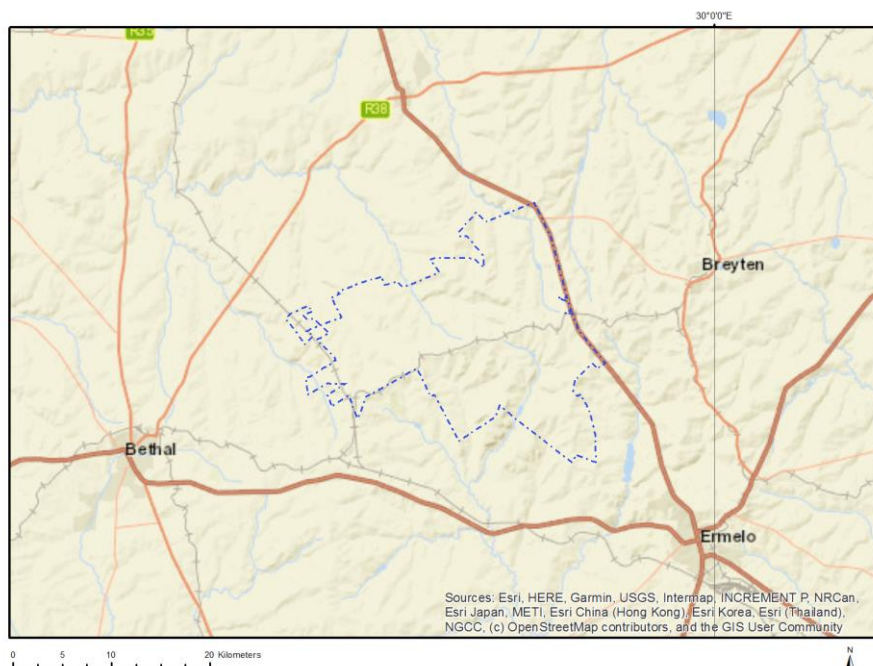 30°0'0"E
R35
R38
Breyten
Bethal
Ermelo
Sources: Esri, HERE, Garmin, USGS, Intermap, INCREMENT P, NRCan,
Esri Japan, METI, Esri China (Hong Kong), Esri Korea, Esri (Thailand),
NGCC, (c) OpenStreetMap contributors, and the GIS User Community
0 5 10 20 Kilometers
N